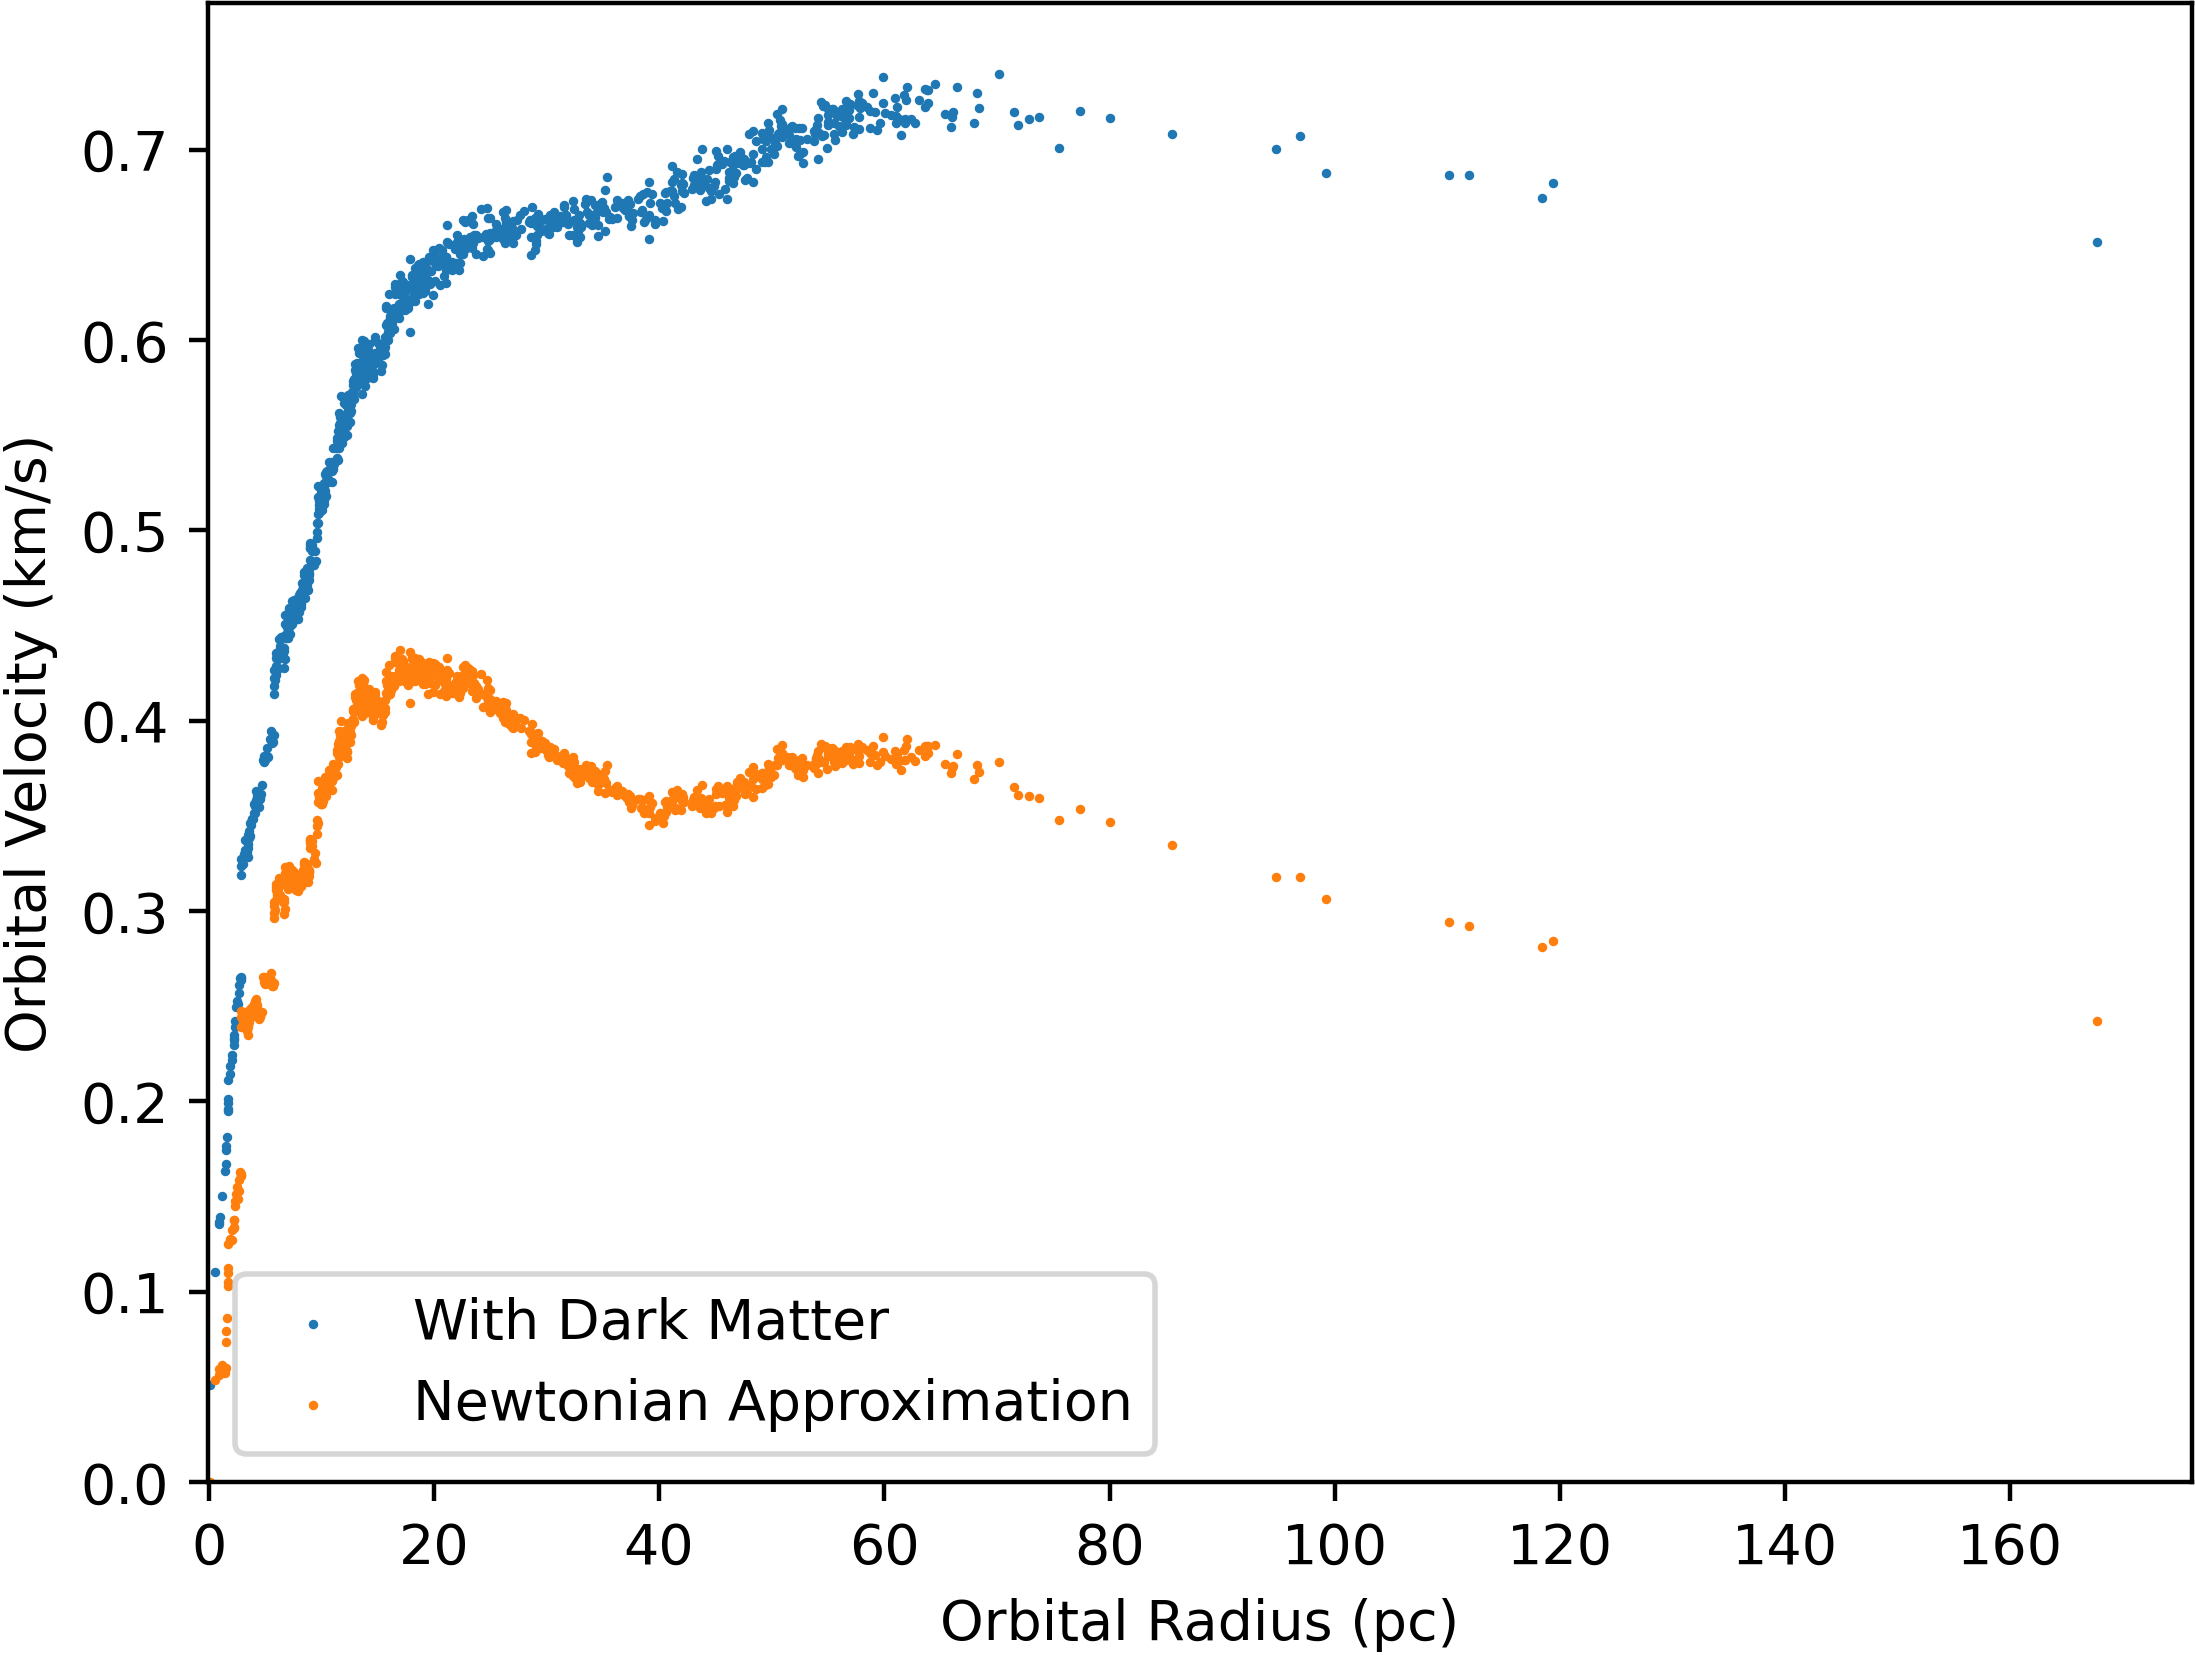 0.7
0.6
0.5
0.4
0.3
0.2
0.1
0.0
Orbital Velocity (km/s)
With Dark Matter
Newtonian Approximation
0 20 40 60 80 100 120 140 160
Orbital Radius (pc)